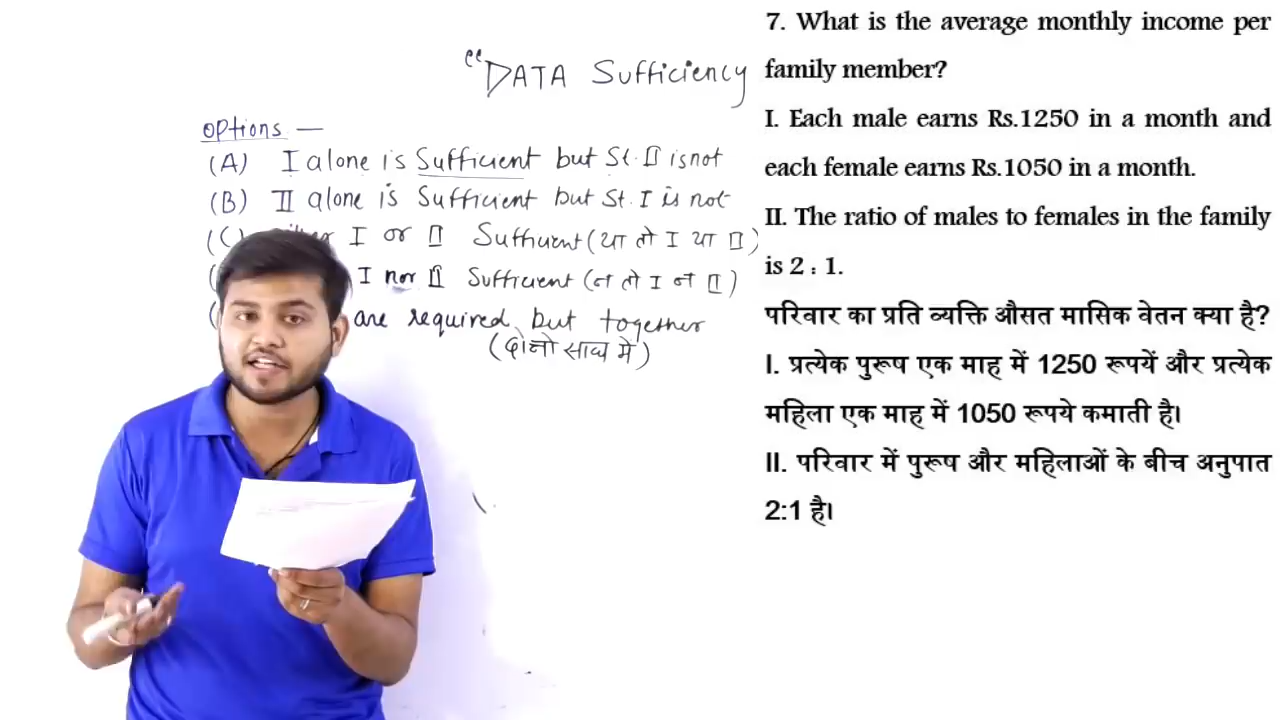 “DATA Sufficiency
options —
(A) I alone is Sufficient but St. II is not
(B) II alone is Sufficient but St. I is not
(C) I or II Sufficient (या तो I या II)
I nor II Sufficient (न तो I न II)
are required but together
(दोनो साथ में)
7. What is the average monthly income per
family member?
I. Each male earns Rs.1250 in a month and
each female earns Rs.1050 in a month.
II. The ratio of males to females in the family
is 2 : 1.
परिवार का प्रति व्यक्ति औसत मासिक वेतन क्या है?
I. प्रत्येक पुरूष एक माह में 1250 रूपयें और प्रत्येक
महिला एक माह में 1050 रूपये कमाती है।
II. परिवार में पुरूष और महिलाओं के बीच अनुपात
2:1 है।